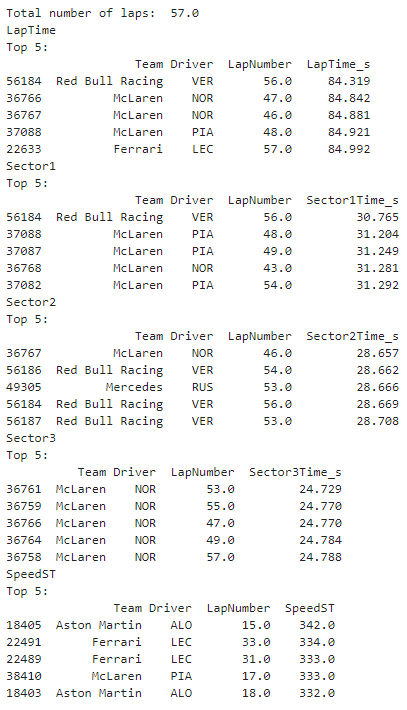 Total number of laps:  57.0
LapTime
Top 5:
Team Driver  LapNumber  LapTime_s
56184  Red Bull Racing    VER       56.0     84.319
36766          McLaren    NOR       47.0     84.842
36767          McLaren    NOR       46.0     84.881
37088          McLaren    PIA       48.0     84.921
22633          Ferrari    LEC       57.0     84.992
Sector1
Top 5:
Team Driver  LapNumber  Sector1Time_s
56184  Red Bull Racing    VER       56.0         30.765
37088          McLaren    PIA       48.0         31.204
37087          McLaren    PIA       49.0         31.249
36768          McLaren    NOR       43.0         31.281
37082          McLaren    PIA       54.0         31.292
Sector2
Top 5:
Team Driver  LapNumber  Sector2Time_s
36767          McLaren    NOR       46.0         28.657
56186  Red Bull Racing    VER       54.0         28.662
49305         Mercedes    RUS       53.0         28.666
56184  Red Bull Racing    VER       56.0         28.669
56187  Red Bull Racing    VER       53.0         28.708
Sector3
Top 5:
Team Driver  LapNumber  Sector3Time_s
36761  McLaren    NOR       53.0         24.729
36759  McLaren    NOR       55.0         24.770
36766  McLaren    NOR       47.0         24.770
36764  McLaren    NOR       49.0         24.784
36758  McLaren    NOR       57.0         24.788
SpeedST
Top 5:
Team Driver  LapNumber  SpeedST
18405  Aston Martin    ALO       15.0    342.0
22491       Ferrari    LEC       33.0    334.0
22489       Ferrari    LEC       31.0    333.0
38410       McLaren    PIA       17.0    333.0
18403  Aston Martin    ALO       18.0    332.0